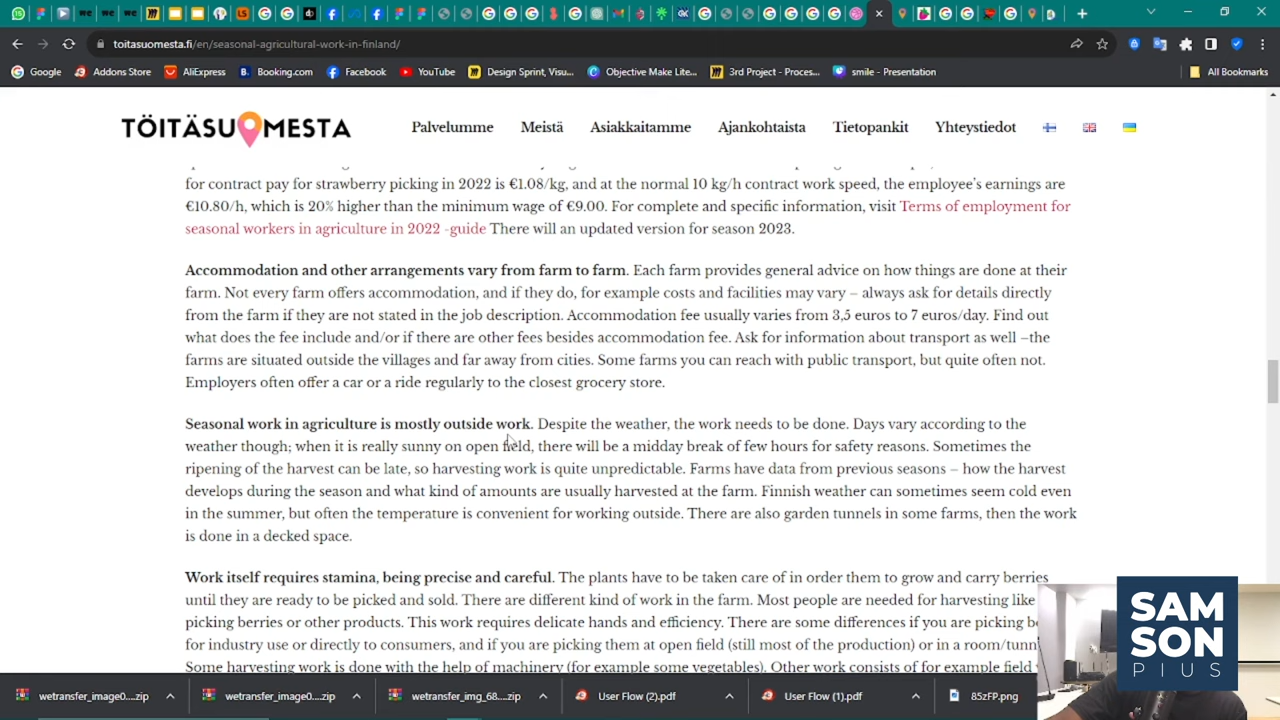 toitasuomesta.fi/en/seasonal-agricultural-work-in-finland/
Google
Addons Store
AliExpress
Booking.com
Facebook
YouTube
Design Sprint, Visu...
Objective Make Lite...
3rd Project - Proces...
smile - Presentation
All Bookmarks
TÖITÄSUOMESTA
Palvelumme
Meistä
Asiakkaitamme
Ajankohtaista
Tietopankit
Yhteystiedot
for contract pay for strawberry picking in 2022 is €1.08/kg, and at the normal 10 kg/h contract work speed, the employee's earnings are
€10.80/h, which is 20% higher than the minimum wage of €9.00. For complete and specific information, visit Terms of employment for
seasonal workers in agriculture in 2022 -guide There will an updated version for season 2023.
Accommodation and other arrangements vary from farm to farm. Each farm provides general advice on how things are done at their
farm. Not every farm offers accommodation, and if they do, for example costs and facilities may vary – always ask for details directly
from the farm if they are not stated in the job description. Accommodation fee usually varies from 3,5 euros to 7 euros/day. Find out
what does the fee include and/or if there are other fees besides accommodation fee. Ask for information about transport as well –the
farms are situated outside the villages and far away from cities. Some farms you can reach with public transport, but quite often not.
Employers often offer a car or a ride regularly to the closest grocery store.
Seasonal work in agriculture is mostly outside work. Despite the weather, the work needs to be done. Days vary according to the
weather though; when it is really sunny on open field, there will be a midday break of few hours for safety reasons. Sometimes the
ripening of the harvest can be late, so harvesting work is quite unpredictable. Farms have data from previous seasons – how the harvest
develops during the season and what kind of amounts are usually harvested at the farm. Finnish weather can sometimes seem cold even
in the summer, but often the temperature is convenient for working outside. There are also garden tunnels in some farms, then the work
is done in a decked space.
Work itself requires stamina, being precise and careful. The plants have to be taken care of in order them to grow and carry berries
until they are ready to be picked and sold. There are different kind of work in the farm. Most people are needed for harvesting like
picking berries or other products. This work requires delicate hands and efficiency. There are some differences if you are picking be
for industry use or directly to consumers, and if you are picking them at open field (still most of the production) or in a room/tunn
Some harvesting work is done with the help of machinery (for example some vegetables). Other work consists of for example field
SAM
SON
PIUS
wetransfer_image0....zip
wetransfer_image0....zip
wetransfer_img_68....zip
User Flow (2).pdf
User Flow (1).pdf
85zFP.png